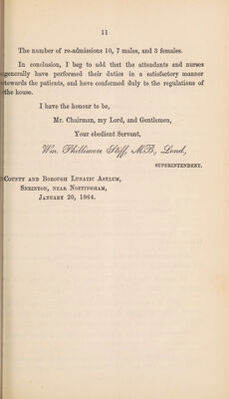 11
The number of re-admissions 10, 7 males, and 3 females.
In conclusion, I beg to add that the attendants and nurses
generally have performed their duties in a satisfactory manner
towards the patients, and have conformed duly to the regulations of
the house.
I have the honour to be,
Mr. Chairman, my Lord, and Gentlemen,
Your obedient Servant,
Wm. Phillimore Stiff, M.B., Lond.,
SUPERINTENDENT.
COUNTY AND BOROUGH LUNATIC ASYLUM,
SNEINTON, NEAR NOTTINGHAM,
JANUARY 20, 1864.